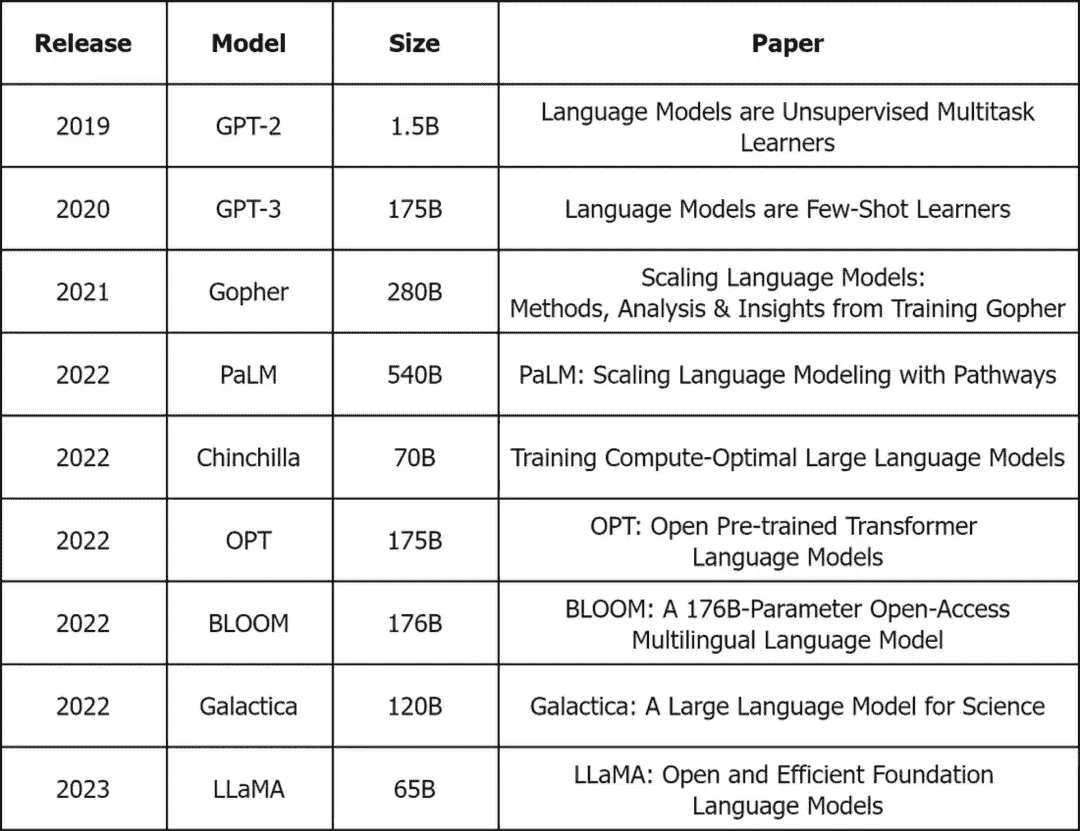 Release Model Size Paper
2019 GPT-2 1.5B Language Models are Unsupervised Multitask
Learners
2020 GPT-3 175B Language Models are Few-Shot Learners
2021 Gopher 280B Scaling Language Models:
Methods, Analysis & Insights from Training Gopher
2022 PaLM 540B PaLM: Scaling Language Modeling with Pathways
2022 Chinchilla 70B Training Compute-Optimal Large Language Models
2022 OPT 175B OPT: Open Pre-trained Transformer
Language Models
2022 BLOOM 176B BLOOM: A 176B-Parameter Open-Access
Multilingual Language Model
2022 Galactica 120B Galactica: A Large Language Model for Science
2023 LLaMA 65B LLaMA: Open and Efficient Foundation
Language Models